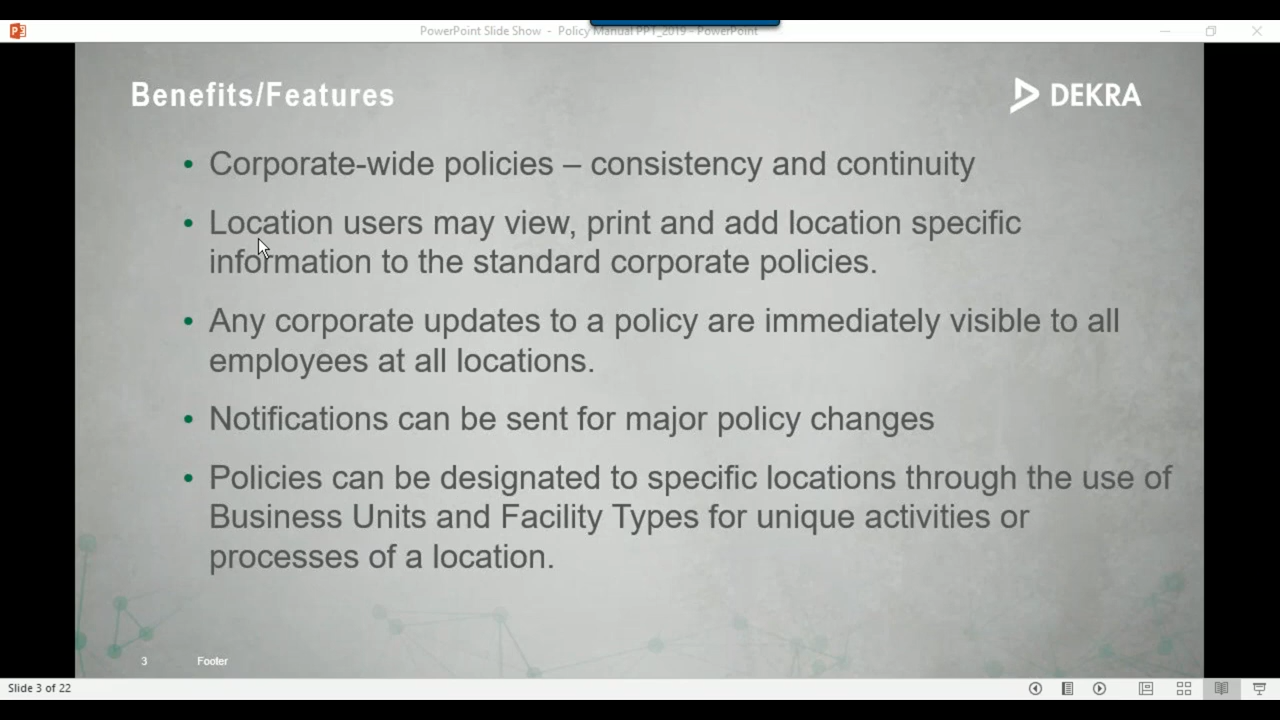 PowerPoint Slide Show - Policy Manual PPT_2019 - PowerPoint
Benefits/Features
DEKRA
• Corporate-wide policies – consistency and continuity
• Location users may view, print and add location specific
information to the standard corporate policies.
• Any corporate updates to a policy are immediately visible to all
employees at all locations.
• Notifications can be sent for major policy changes
• Policies can be designated to specific locations through the use of
Business Units and Facility Types for unique activities or
processes of a location.
3 Footer
Slide 3 of 22